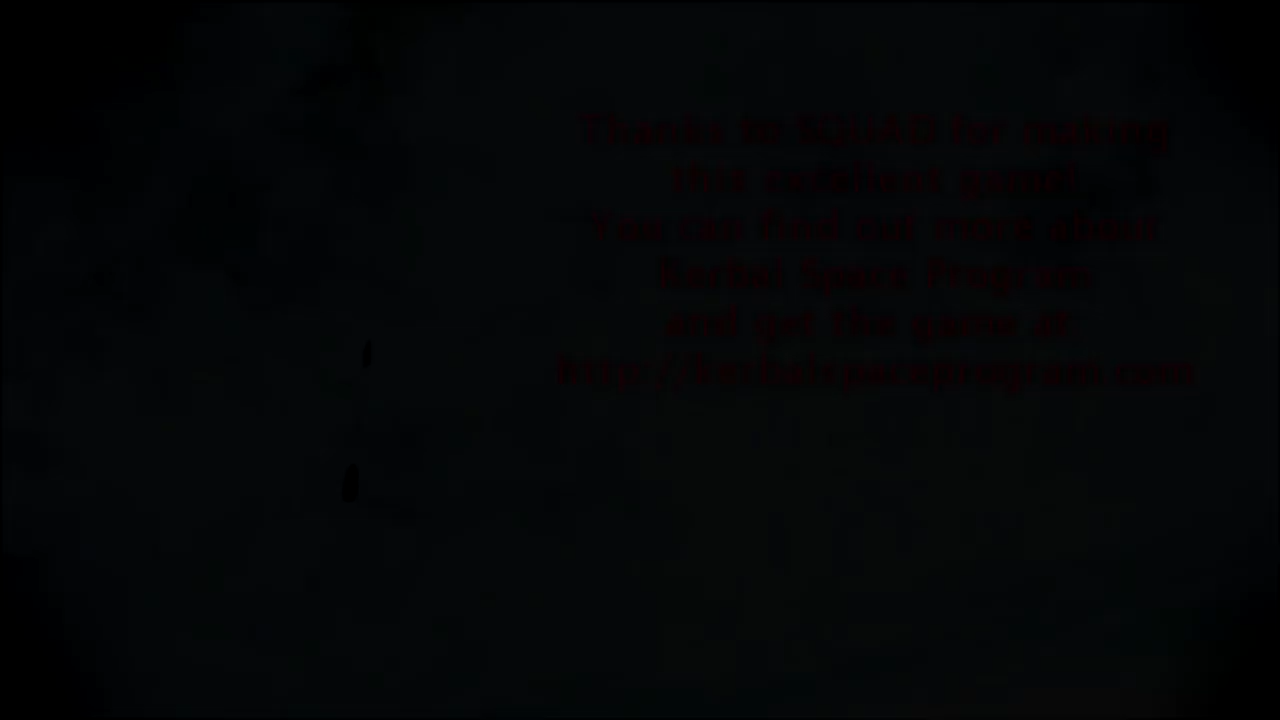 Thanks to SQUAD for making
this excellent game!
You can find out more about
Kerbal Space Program
and get the game at
http://kerbalspaceprogram.com